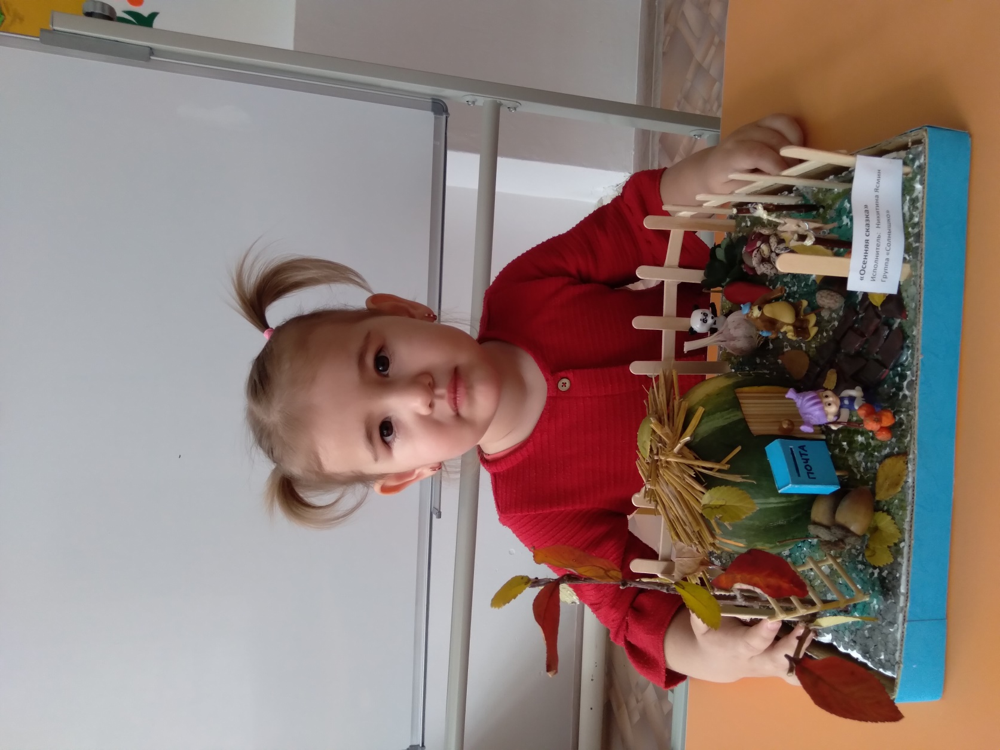 «Осенняя сказка»
Исполнитель: Никитина Ясмин
Группа «Солнышко»
ПОЧТА